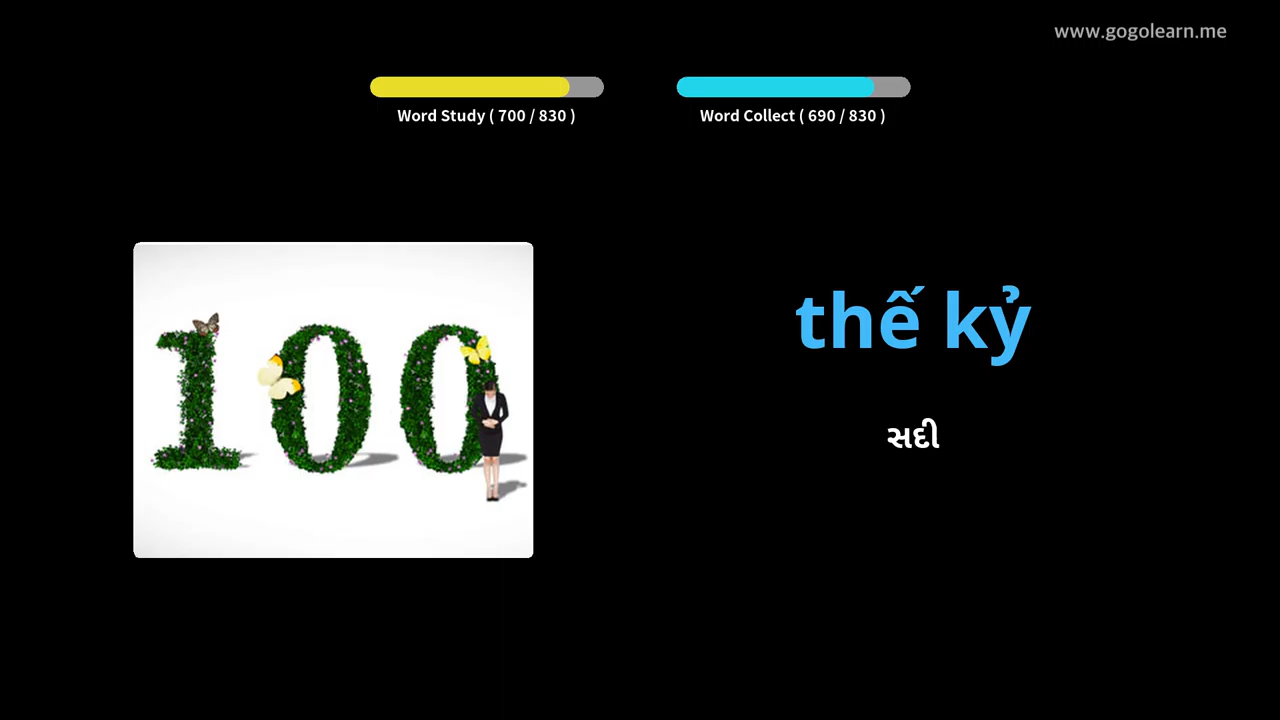 www.gogolearn.me
Word Study ( 700 / 830 )
Word Collect ( 690 / 830 )
100
thế kỷ
સદી